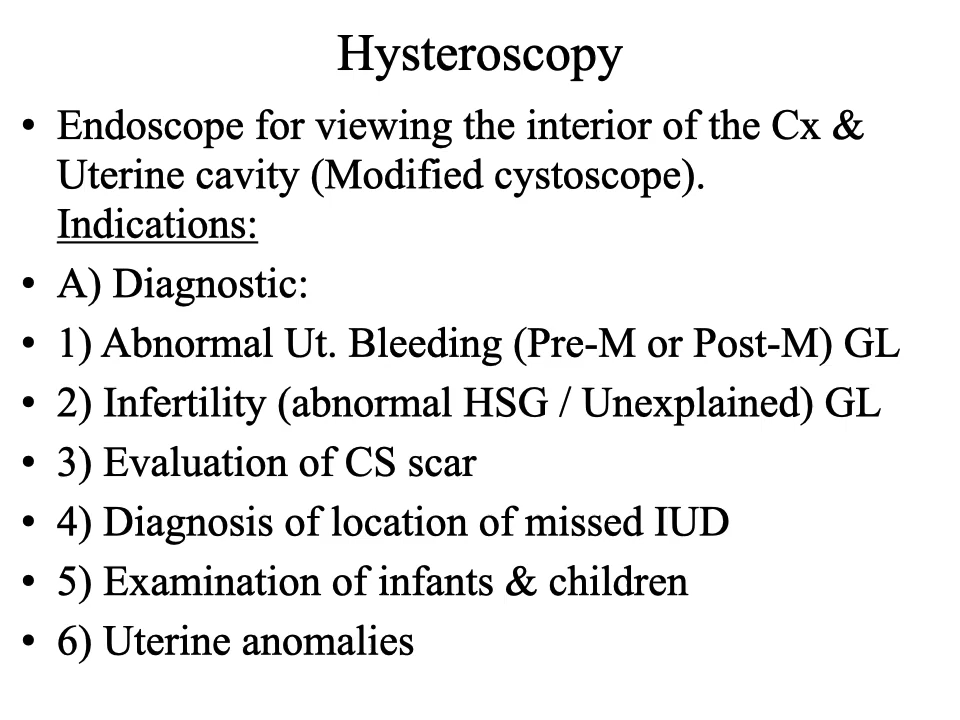 Hysteroscopy
• Endoscope for viewing the interior of the Cx &
Uterine cavity (Modified cystoscope).
Indications:
• A) Diagnostic:
• 1) Abnormal Ut. Bleeding (Pre-M or Post-M) GL
• 2) Infertility (abnormal HSG / Unexplained) GL
• 3) Evaluation of CS scar
• 4) Diagnosis of location of missed IUD
• 5) Examination of infants & children
• 6) Uterine anomalies